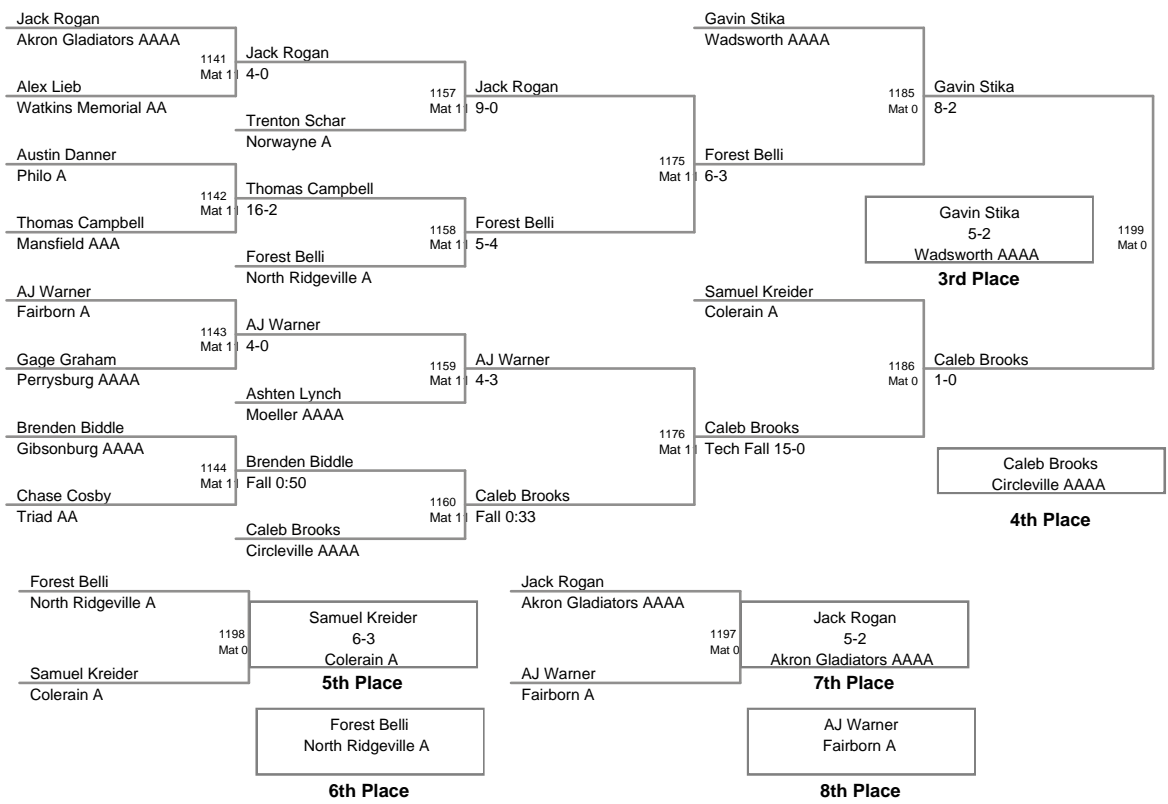 Jack Rogan
Akron Gladiators AAAA
1141
Mat 11
Alex Lieb
Watkins Memorial AA
Jack Rogan
4-0
Trenton Schar
Norwayne A
1157
Mat 11
Austin Danner
Philo A
1142
Mat 11
Thomas Campbell
Mansfield AAA
Thomas Campbell
16-2
Forest Belli
North Ridgeville A
1158
Mat 11
AJ Warner
Fairborn A
1143
Mat 11
Gage Graham
Perrysburg AAAA
AJ Warner
4-0
Ashten Lynch
Moeller AAAA
1159
Mat 11
Brenden Biddle
Gibsonburg AAAA
1144
Mat 11
Chase Cosby
Triad AA
Brenden Biddle
Fall 0:50
Caleb Brooks
Circleville AAAA
1160
Mat 11
Jack Rogan
9-0
Forest Belli
5-4
1175
Mat 11
AJ Warner
4-3
Caleb Brooks
Fall 0:33
1176
Mat 11
Gavin Stika
Wadsworth AAAA
Forest Belli
6-3
1185
Mat 0
Samuel Kreider
Colerain A
Caleb Brooks
Tech Fall 15-0
1186
Mat 0
Gavin Stika
8-2
Caleb Brooks
1-0
1199
Mat 0
Gavin Stika
5-2
Wadsworth AAAA
3rd Place
Caleb Brooks
Circleville AAAA
4th Place
Forest Belli
North Ridgeville A
1198
Mat 0
Samuel Kreider
Colerain A
Samuel Kreider
6-3
Colerain A
5th Place
Forest Belli
North Ridgeville A
6th Place
Jack Rogan
Akron Gladiators AAAA
1197
Mat 0
AJ Warner
Fairborn A
Jack Rogan
5-2
Akron Gladiators AAAA
7th Place
AJ Warner
Fairborn A
8th Place